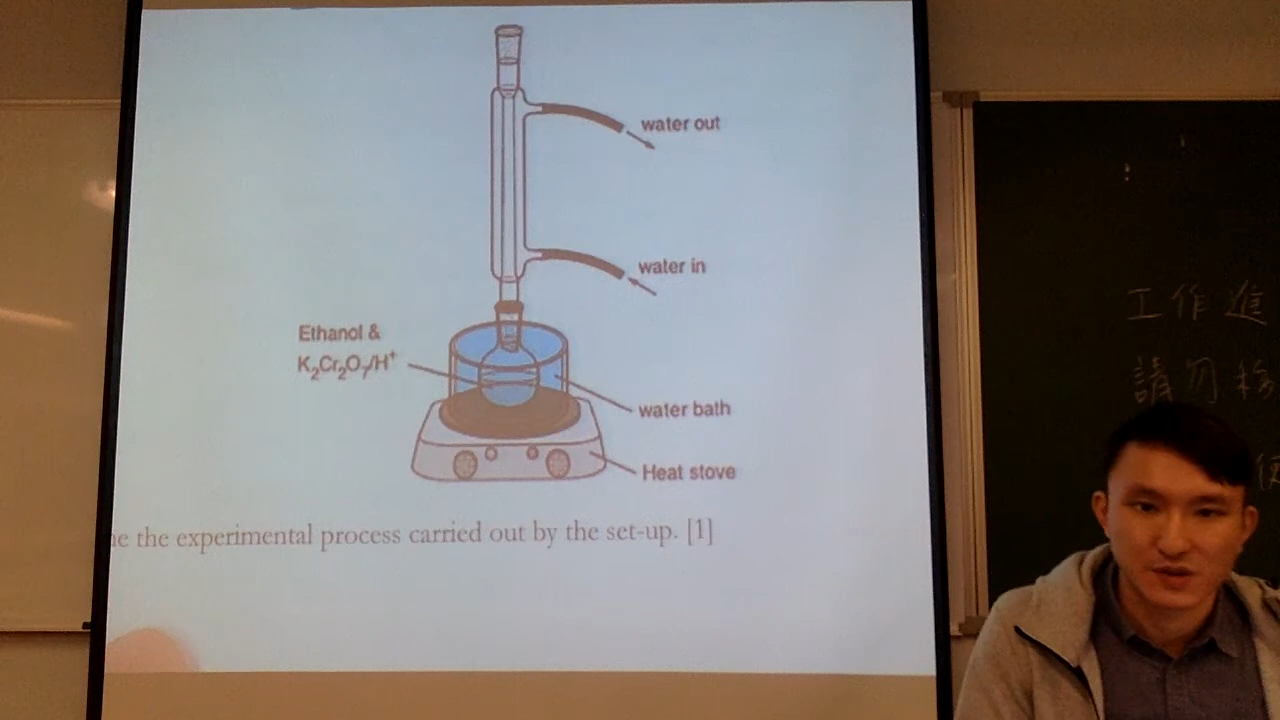 water out
water in
Ethanol &
K₂Cr₂O₇/H⁺
water bath
Heat stove
the experimental process carried out by the set-up. [1]
工作進
請勿移